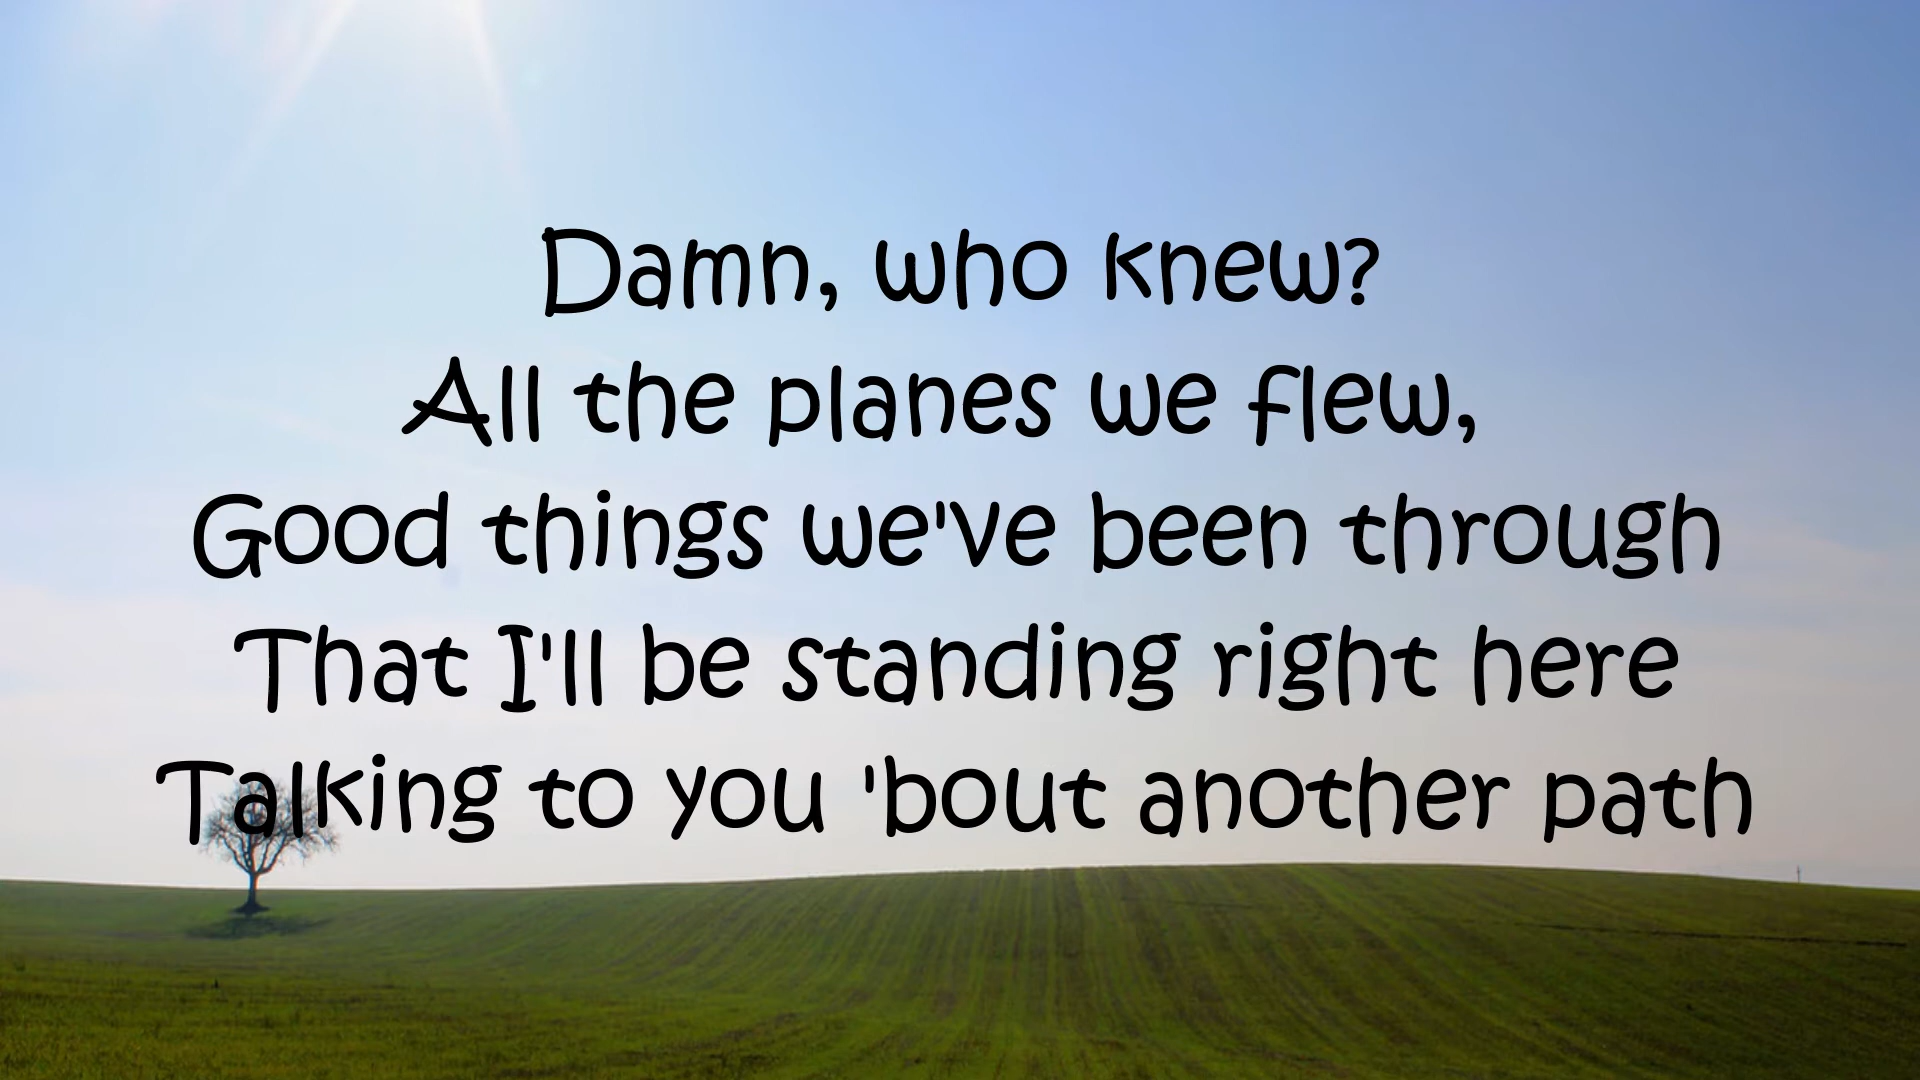 Damn, who knew?
All the planes we flew,
Good things we've been through
That I'll be standing right here
Talking to you 'bout another path